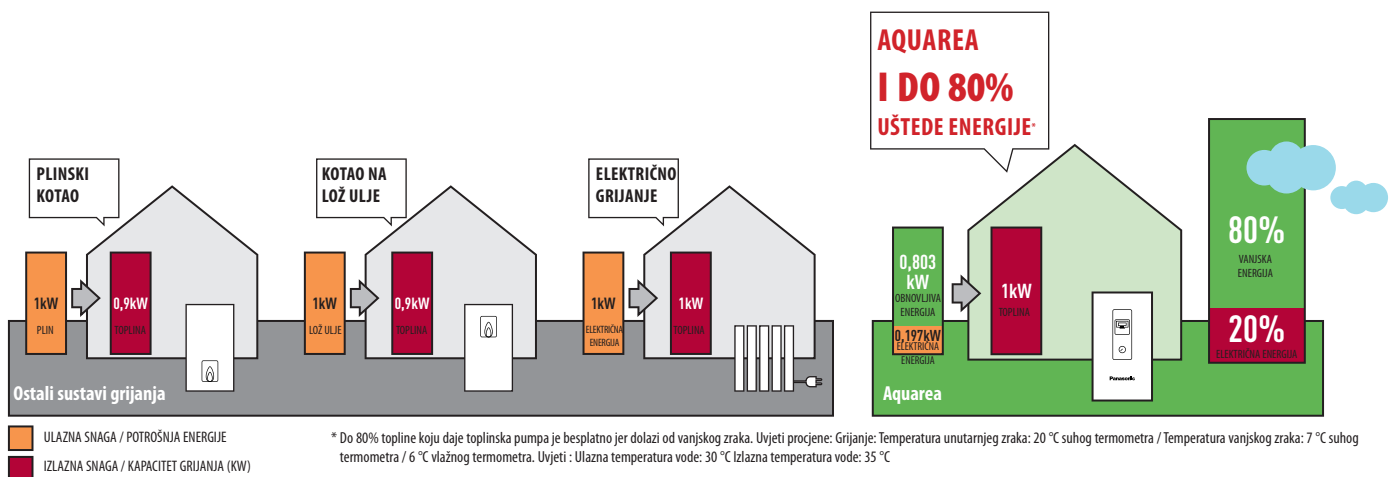 AQUAREA
I DO 80%
UŠTEDE ENERGIJE*
PLINSKI
KOTAO
1kW
PLIN
0,9kW
TOPLINA
KOTAO NA
LOŽ ULJE
1kW
LOŽ ULJE
0,9kW
TOPLINA
ELEKTRIČNO
GRIJANJE
1kW
ELEKTRIČNA
ENERGIJA
1kW
TOPLINA
Ostali sustavi grijanja
0,803
kW
OBNOVLJIVA
ENERGIJA
0,197kW
ELEKTRIČNA
ENERGIJA
1kW
TOPLINA
Panasonic
80%
VANJSKA
ENERGIJA
20%
ELEKTRIČNA ENERGIJA
Aquarea
ULAZNA SNAGA / POTROŠNJA ENERGIJE
IZLAZNA SNAGA / KAPACITET GRIJANJA (KW)
* Do 80% topline koju daje toplinska pumpa je besplatno jer dolazi od vanjskog zraka. Uvjeti procjene: Grijanje: Temperatura unutarnjeg zraka: 20 °C suhog termometra / Temperatura vanjskog zraka: 7 °C suhog
termometra / 6 °C vlažnog termometra. Uvjeti : Ulazna temperatura vode: 30 °C Izlazna temperatura vode: 35 °C